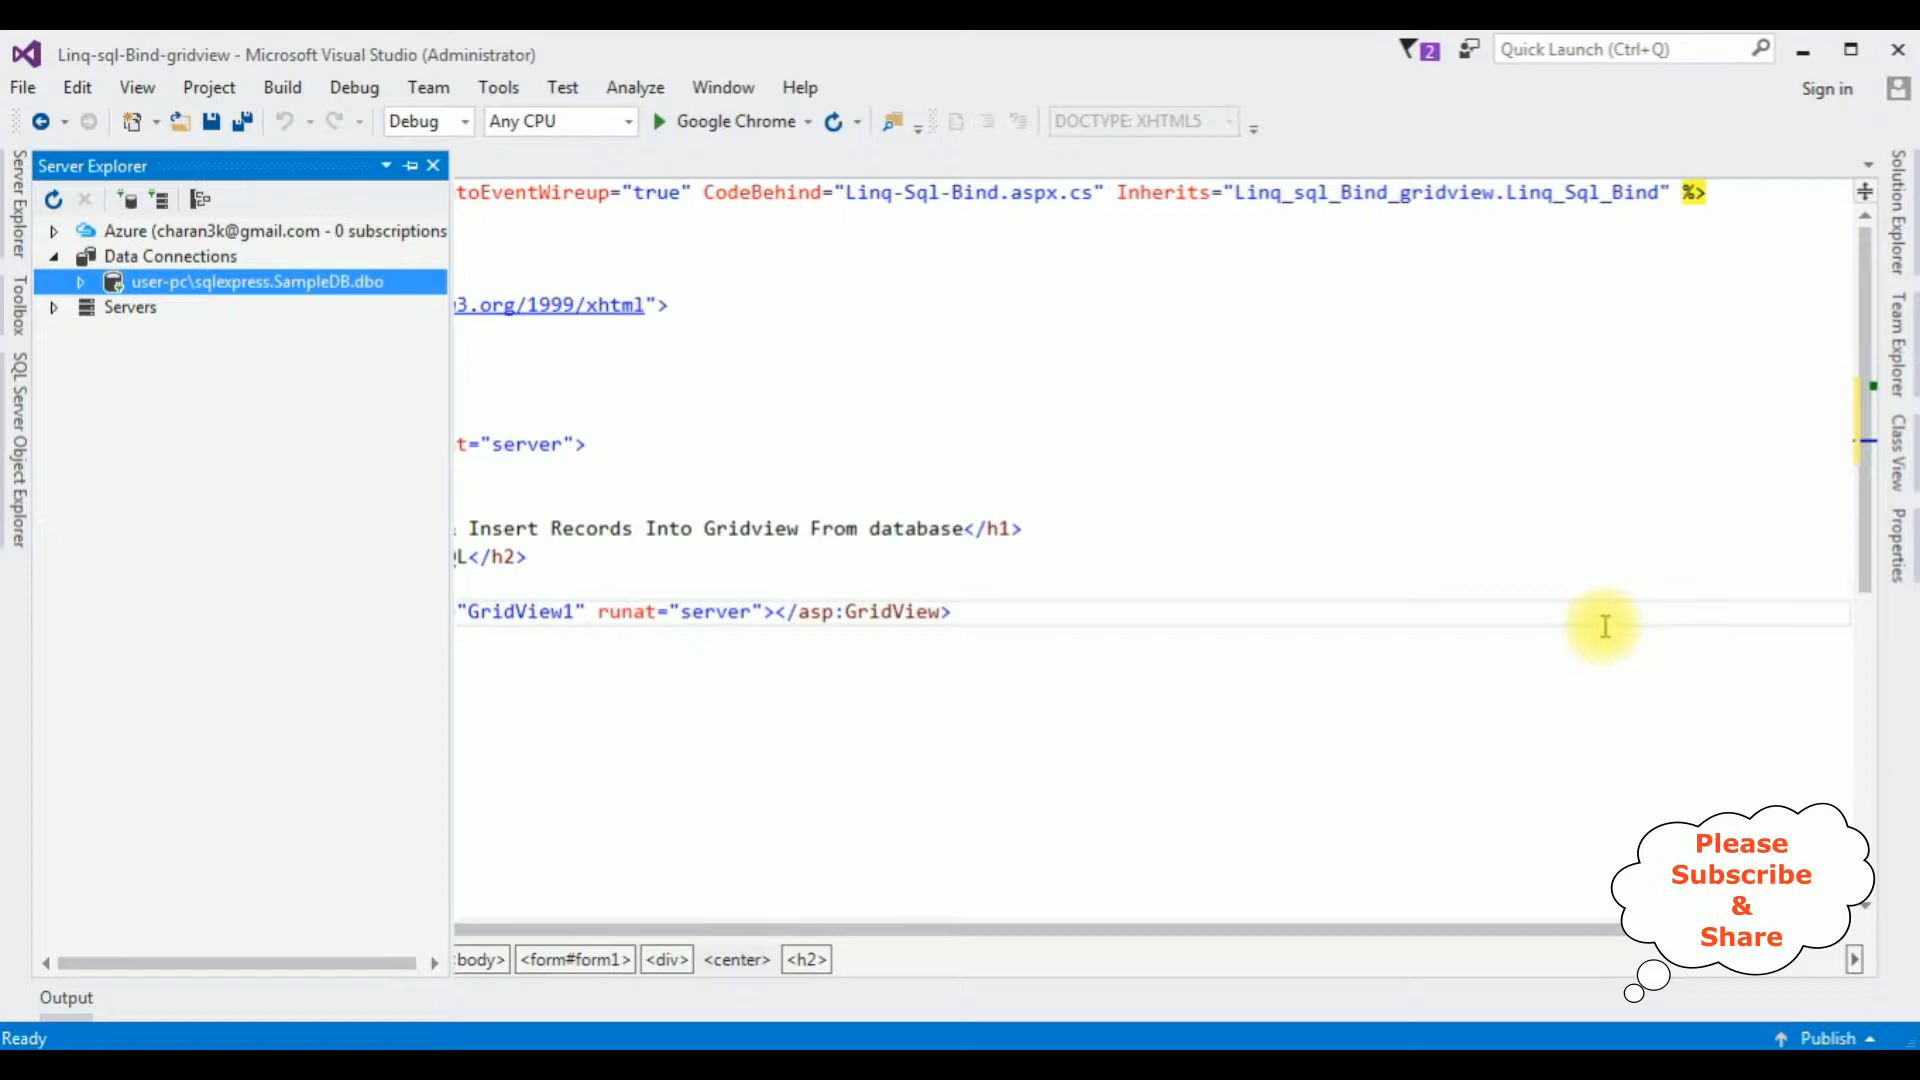 Linq-sql-Bind-gridview - Microsoft Visual Studio (Administrator)
2
Quick Launch (Ctrl+Q)
File Edit View Project Build Debug Team Tools Test Analyze Window Help
Sign in
Debug Any CPU Google Chrome DOCTYPE: XHTML5
Server Explorer
Azure (charan3k@gmail.com - 0 subscriptions
Data Connections
user-pc\sqlexpress.SampleDB.dbo
Servers
Server Explorer
Toolbox
SQL Server Object Explorer
toEventWireup="true" CodeBehind="Linq-Sql-Bind.aspx.cs" Inherits="Linq_sql_Bind_gridview.Linq_Sql_Bind" %>
w3.org/1999/xhtml">
t="server">
Insert Records Into Gridview From database</h1>
QL</h2>
"GridView1" runat="server"></asp:GridView>
Solution Explorer
Team Explorer
Class View
Properties
Please
Subscribe
&
Share
body> <form#form1> <div> <center> <h2>
Output
Ready
Publish